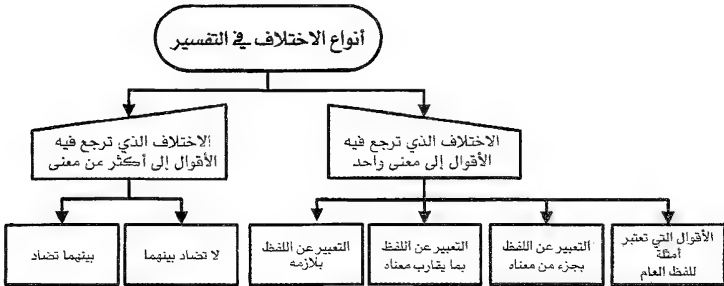 أنواع الاختلاف في التفسير
الاختلاف الذي ترجع فيه
الأقوال إلى معنى واحد
الاختلاف الذي ترجع فيه
الأقوال إلى أكثر من معنى
الأقوال التي تعتبر
أمثلة
للفظ العام
التعبير عن اللفظ
بجزء من معناه
التعبير عن اللفظ
بما يقارب معناه
التعبير عن اللفظ
بلازمه
لا تضاد بينهما
بينهما تضاد